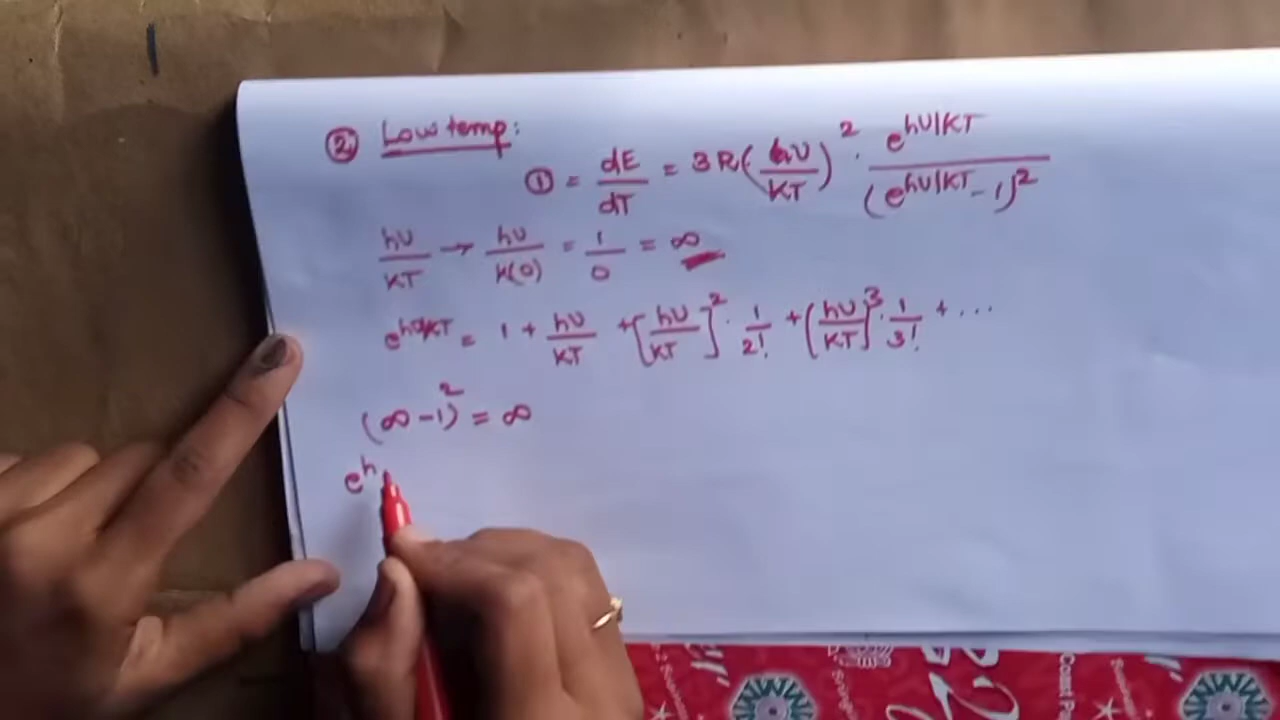 ② Low temp:
① = dE/dT = 3R(hυ/KT)². e^hυ/KT / (e^hυ/KT - 1)²
hυ/KT → hυ/K(0) = 1/0 = ∞
e^hυ/KT = 1 + hυ/KT + [hυ/KT]². 1/2! + [hυ/KT]³. 1/3! + ...
(∞ - 1)² = ∞
e^h